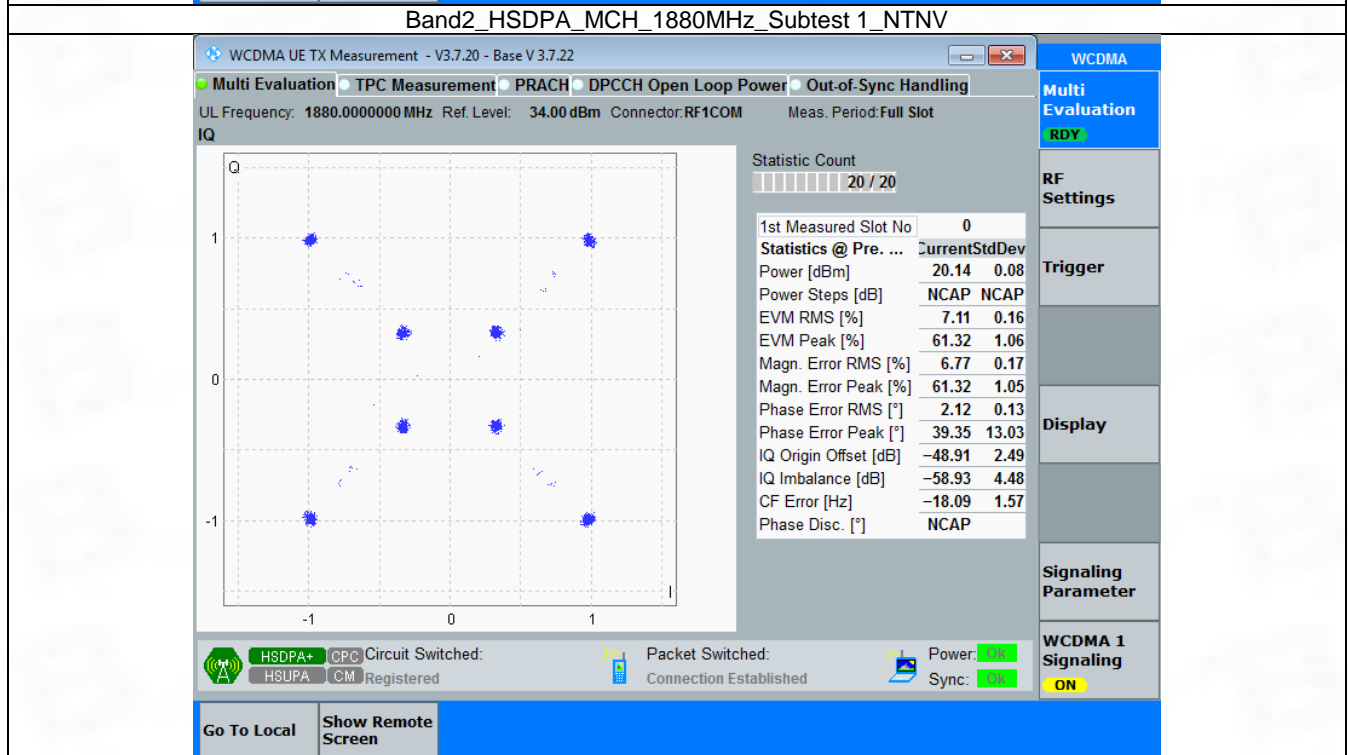 Band2_HSDPA_MCH_1880MHz_Subtest 1_NTNV
WCDMA UE TX Measurement - V3.7.20 - Base V 3.7.22
WCDMA
Multi Evaluation TPC Measurement PRACH DPCCH Open Loop Power Out-of-Sync Handling
Multi
Evaluation
RDY
UL Frequency: 1880.0000000 MHz Ref. Level: 34.00 dBm Connector:RF1COM Meas. Period:Full Slot
IQ
Q
1
0
-1
I
-1 0 1
Statistic Count
20 / 20
1st Measured Slot No 0
Statistics @ Pre. ... Current StdDev
Power [dBm] 20.14 0.08
Power Steps [dB] NCAP NCAP
EVM RMS [%] 7.11 0.16
EVM Peak [%] 61.32 1.06
Magn. Error RMS [%] 6.77 0.17
Magn. Error Peak [%] 61.32 1.05
Phase Error RMS [°] 2.12 0.13
Phase Error Peak [°] 39.35 13.03
IQ Origin Offset [dB] −48.91 2.49
IQ Imbalance [dB] −58.93 4.48
CF Error [Hz] −18.09 1.57
Phase Disc. [°] NCAP
RF
Settings
Trigger
Display
Signaling
Parameter
WCDMA 1
Signaling
ON
HSDPA+ CPC Circuit Switched: Packet Switched: Power: Ok
HSUPA CM Registered Connection Established Sync: Ok
Go To Local
Show Remote
Screen